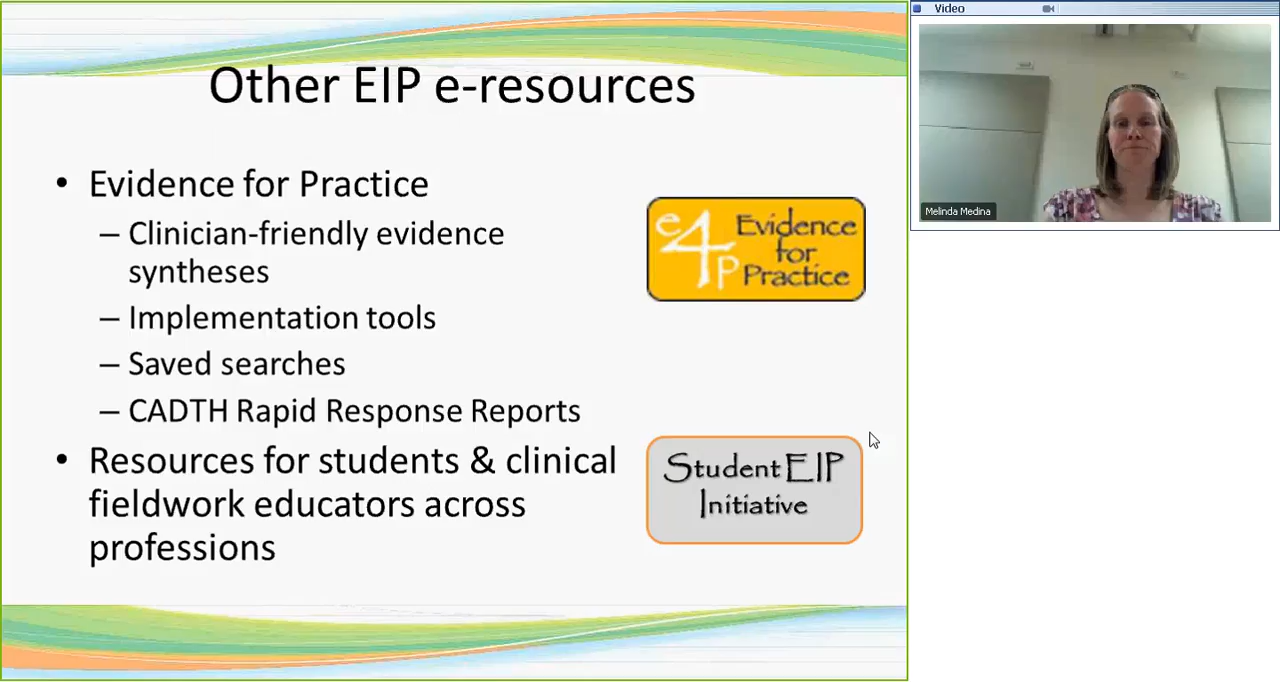 Other EIP e-resources
• Evidence for Practice
– Clinician-friendly evidence
syntheses
– Implementation tools
– Saved searches
– CADTH Rapid Response Reports
• Resources for students & clinical
fieldwork educators across
professions
e4p Evidence
for
Practice
Student EIP
Initiative
Video
Melinda Medina